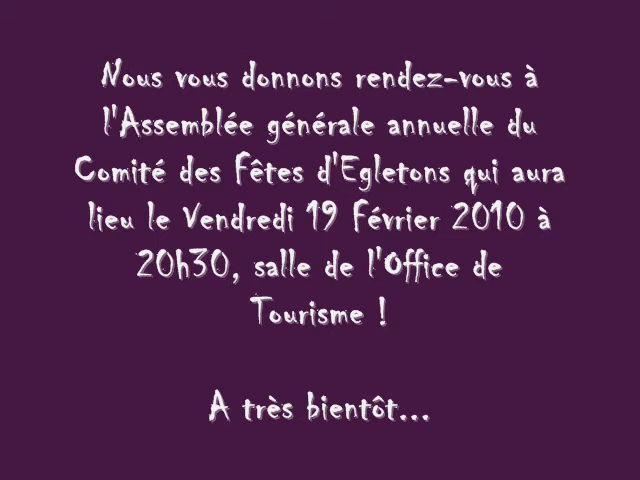 Nous vous donnons rendez-vous à
l'Assemblée générale annuelle du
Comité des Fêtes d'Egletons qui aura
lieu le Vendredi 19 Février 2010 à
20h30, salle de l'Office de
Tourisme !
A très bientôt...